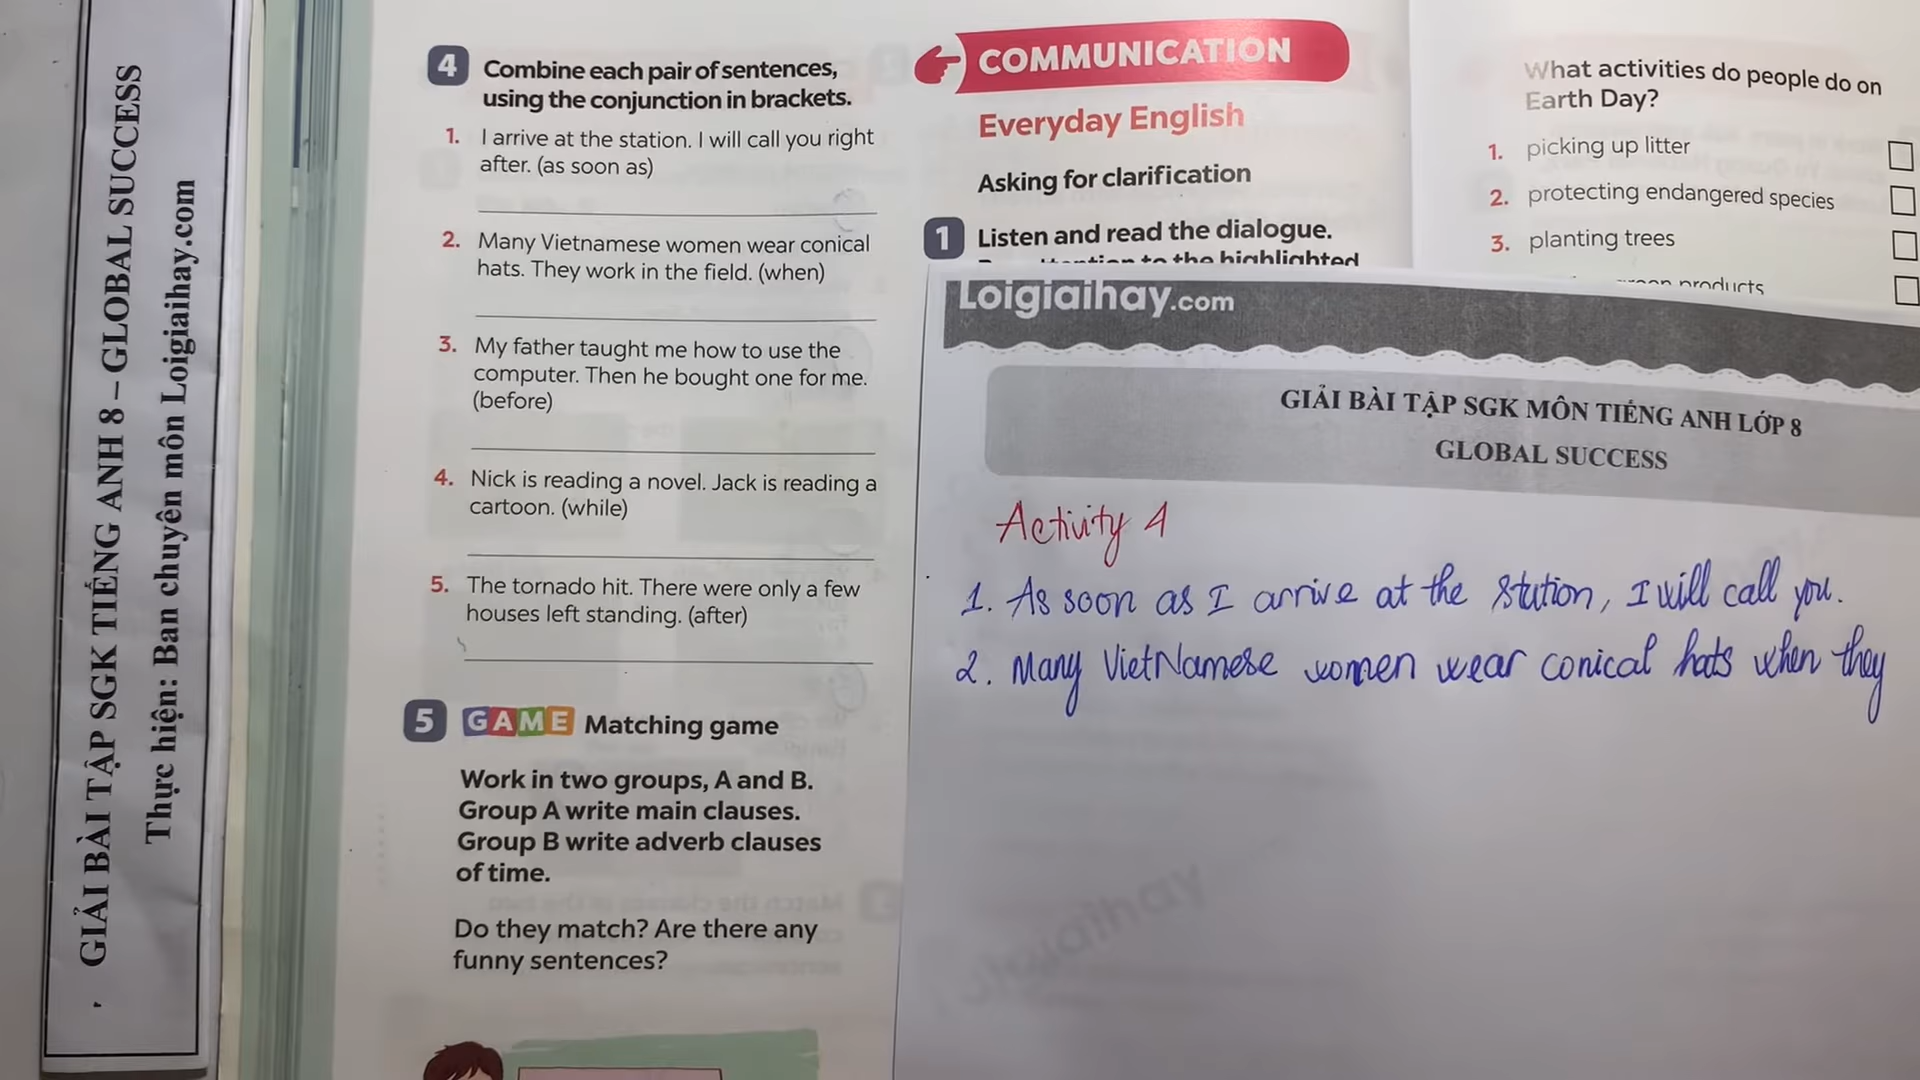 GIẢI BÀI TẬP SGK TIẾNG ANH 8 – GLOBAL SUCCESS
Thực hiện: Ban chuyên môn Loigiaihay.com
4 Combine each pair of sentences,
using the conjunction in brackets.
1. I arrive at the station. I will call you right
after. (as soon as)
2. Many Vietnamese women wear conical
hats. They work in the field. (when)
3. My father taught me how to use the
computer. Then he bought one for me.
(before)
4. Nick is reading a novel. Jack is reading a
cartoon. (while)
5. The tornado hit. There were only a few
houses left standing. (after)
5 GAME Matching game
Work in two groups, A and B.
Group A write main clauses.
Group B write adverb clauses
of time.
Do they match? Are there any
funny sentences?
COMMUNICATION
Everyday English
Asking for clarification
1 Listen and read the dialogue.
to the highlighted
What activities do people do on
Earth Day?
1. picking up litter
2. protecting endangered species
3. planting trees
products
Loigiaihay.com
GIẢI BÀI TẬP SGK MÔN TIẾNG ANH LỚP 8
GLOBAL SUCCESS
Activity 4
1. As soon as I arrive at the station, I will call you.
2. Many VietNamese women wear conical hats when they